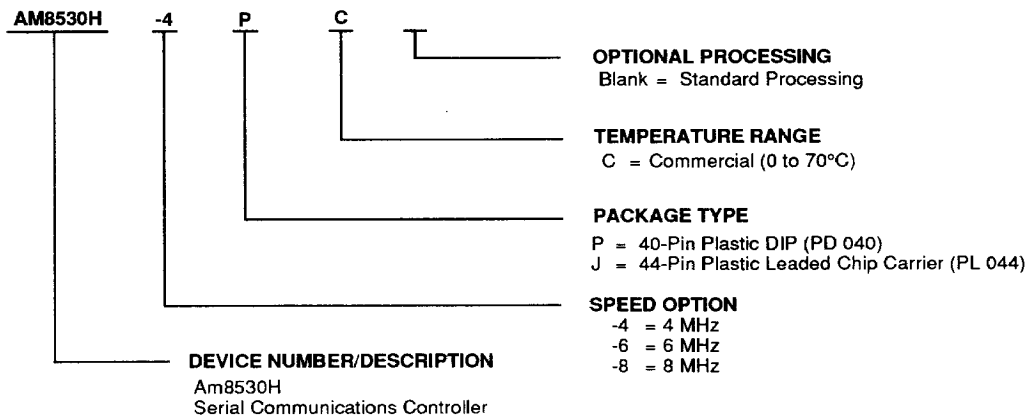 AM8530H -4 P C
OPTIONAL PROCESSING
Blank = Standard Processing
TEMPERATURE RANGE
C = Commercial (0 to 70°C)
PACKAGE TYPE
P = 40-Pin Plastic DIP (PD 040)
J = 44-Pin Plastic Leaded Chip Carrier (PL 044)
SPEED OPTION
-4 = 4 MHz
-6 = 6 MHz
-8 = 8 MHz
DEVICE NUMBER/DESCRIPTION
Am8530H
Serial Communications Controller